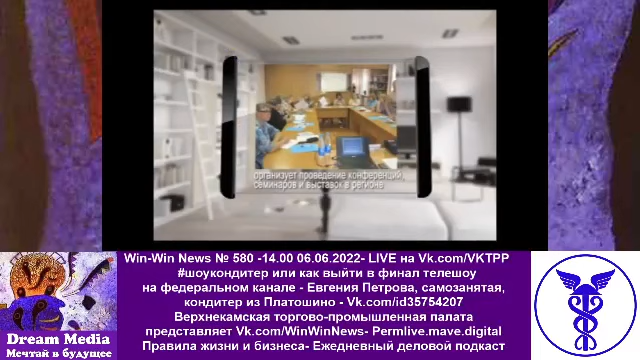 организует проведение конференций,
семинаров и выставок в регионе
Win-Win News № 580 -14.00 06.06.2022- LIVE на Vk.com/VKTPP
#шоукондитер или как выйти в финал телешоу
на федеральном канале - Евгения Петрова, самозанятая,
кондитер из Платошино - Vk.com/id35754207
Верхнекамская торгово-промышленная палата
представляет Vk.com/WinWinNews- Permlive.mave.digital
Правила жизни и бизнеса- Ежедневный деловой подкаст
Dream Media
Мечтай в будущее